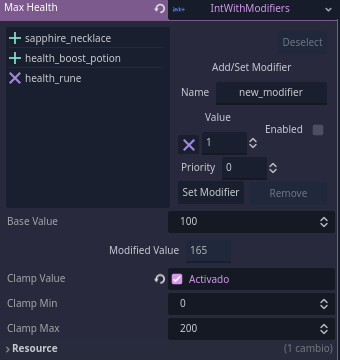 Max Health
int+ IntWithModifiers
sapphire_necklace
health_boost_potion
health_rune
Deselect
Add/Set Modifier
Name new_modifier
Value
1
Enabled
Priority 0
Set Modifier Remove
Base Value 100
Modified Value 165
Clamp Value Activado
Clamp Min 0
Clamp Max 200
Resource (1 cambio)